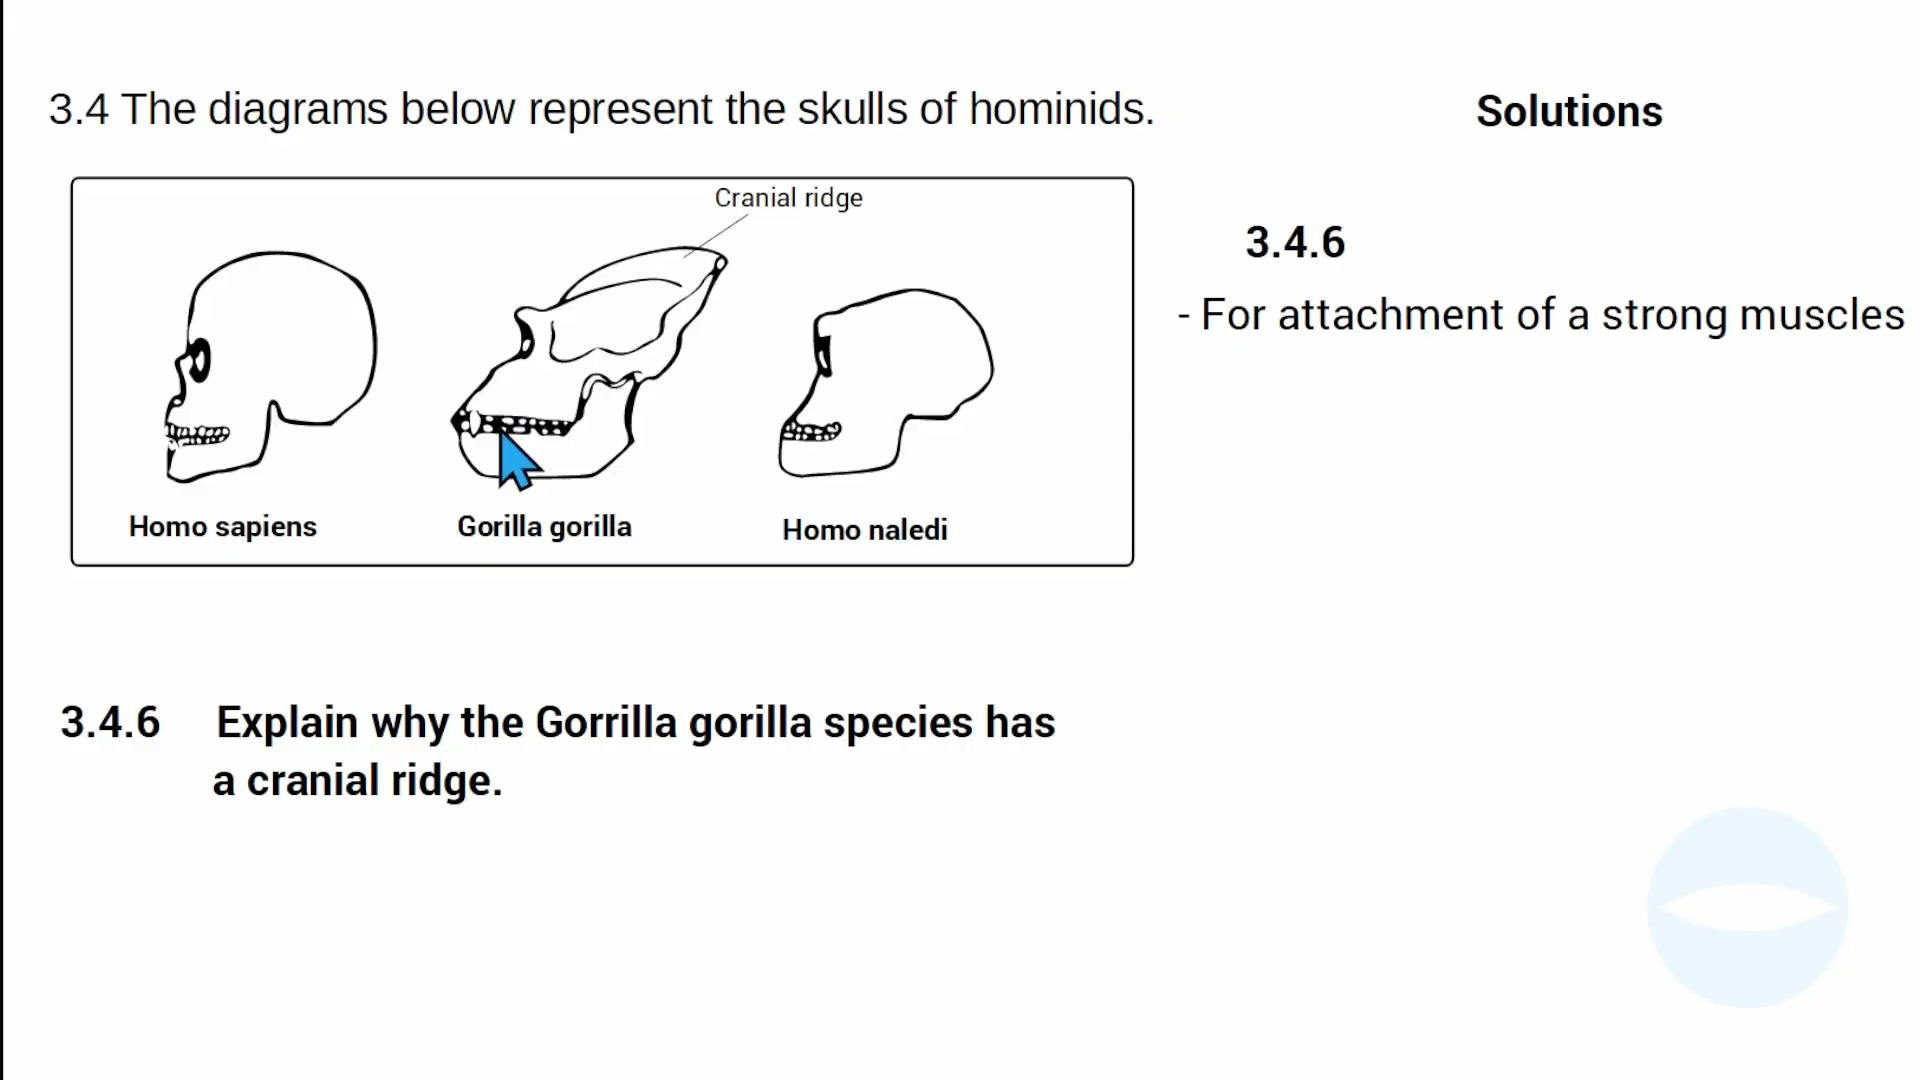 3.4 The diagrams below represent the skulls of hominids.
Solutions
Cranial ridge
Homo sapiens
Gorilla gorilla
Homo naledi
3.4.6
- For attachment of a strong muscles
3.4.6 Explain why the Gorrilla gorilla species has
a cranial ridge.